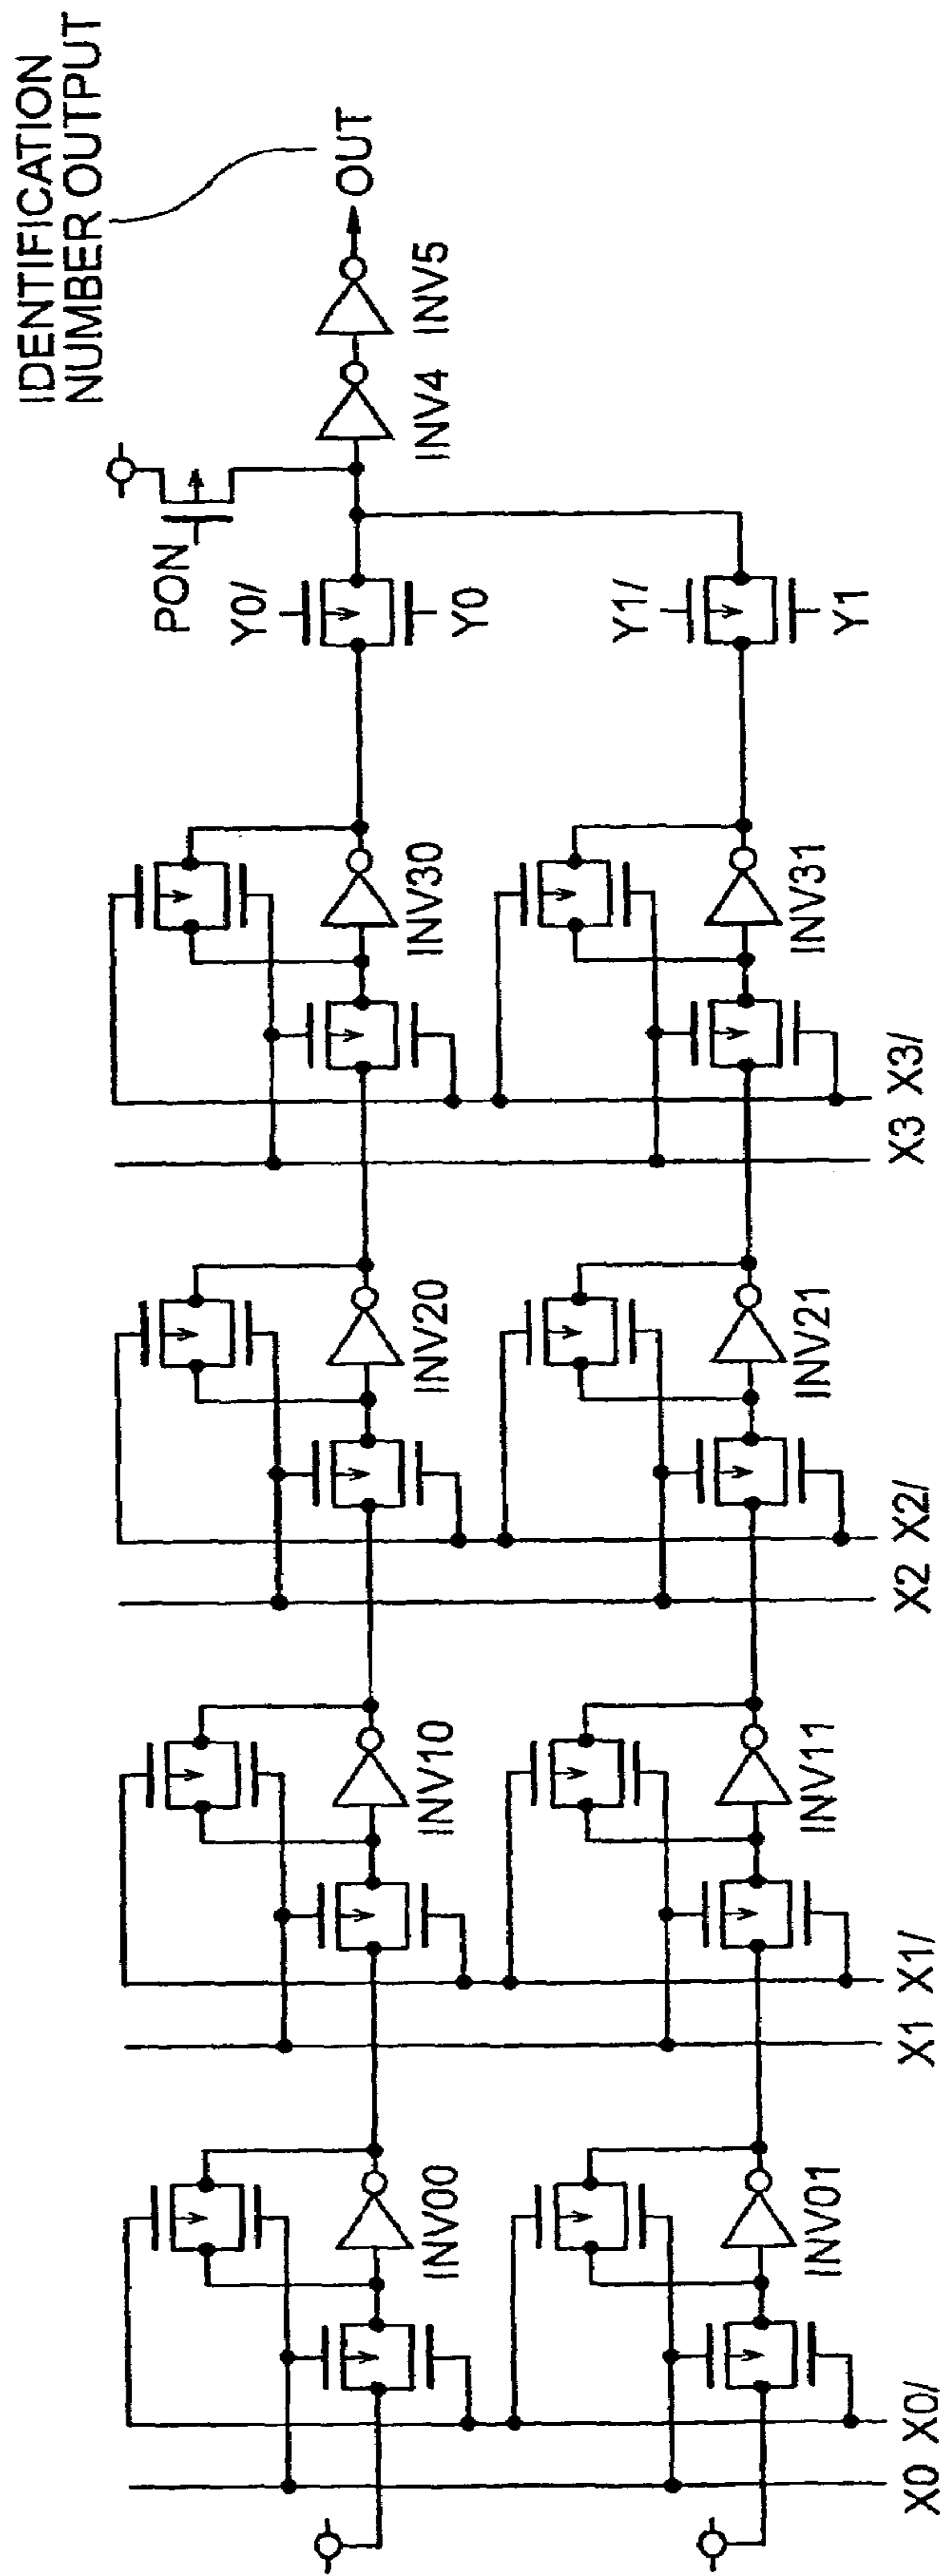 IDENTIFICATION
NUMBER OUTPUT
OUT
INV4
INV5
PON
Y0/
Y0
Y1/
Y1
INV00
INV10
INV20
INV30
INV01
INV11
INV21
INV31
X0
X0/
X1
X1/
X2
X2/
X3
X3/